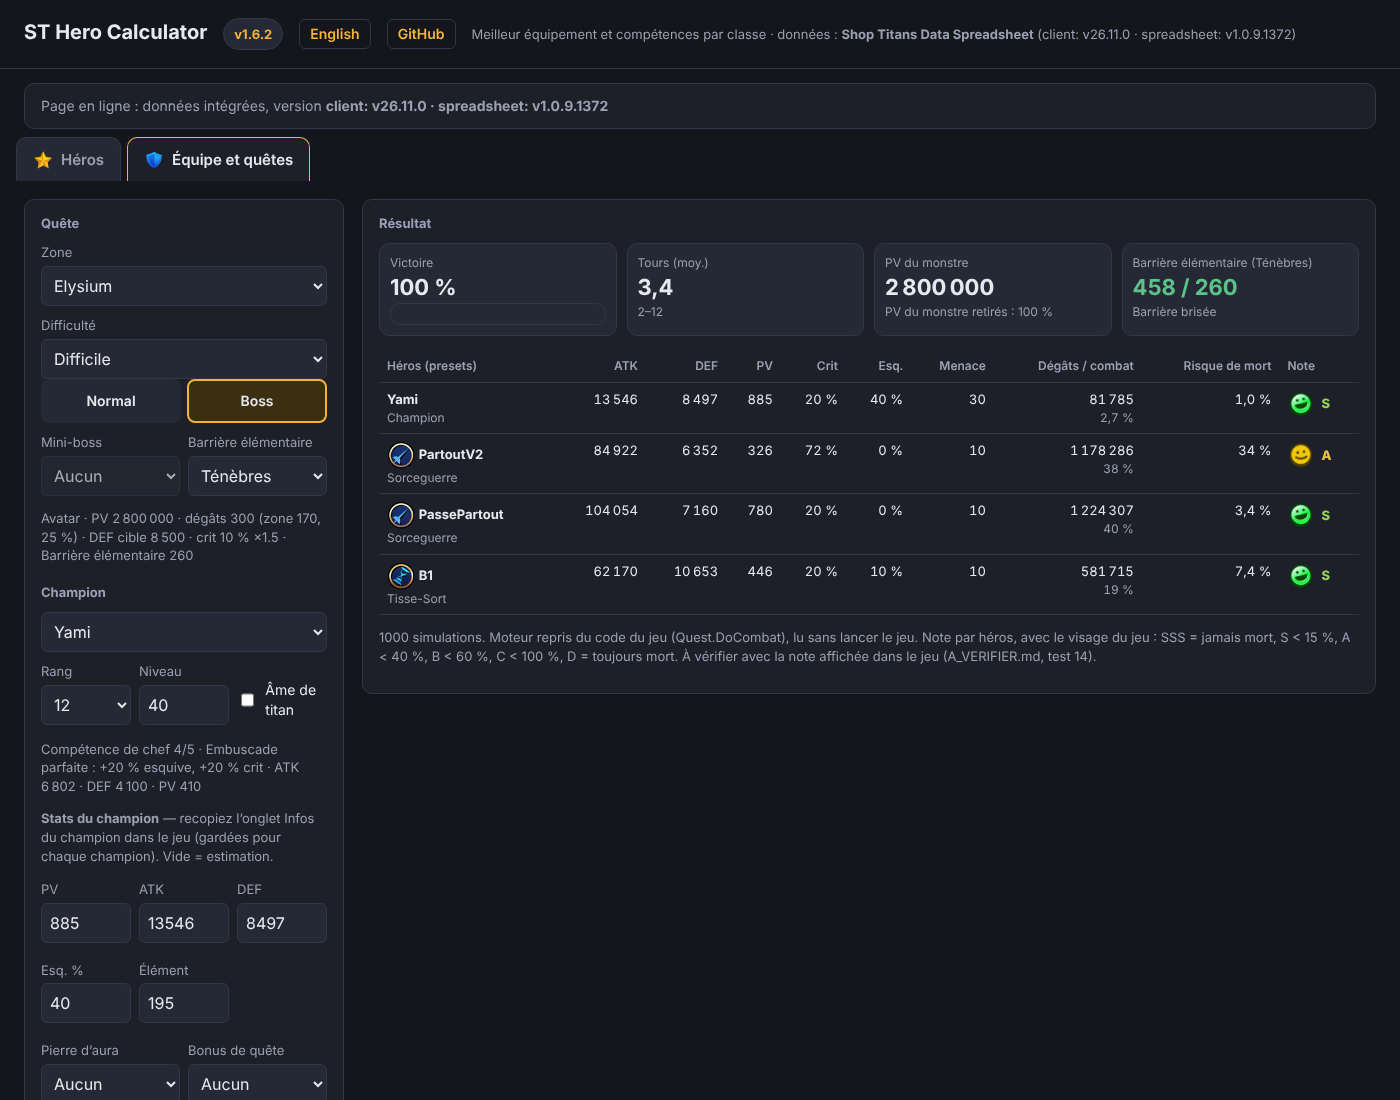 ST Hero Calculator v1.6.2 English GitHub Meilleur équipement et compétences par classe · données : Shop Titans Data Spreadsheet (client: v26.11.0 · spreadsheet: v1.0.9.1372)
Page en ligne : données intégrées, version client: v26.11.0 · spreadsheet: v1.0.9.1372
Héros Équipe et quêtes
Quête
Zone
Elysium
Difficulté
Difficile
Normal Boss
Mini-boss Barrière élémentaire
Aucun Ténèbres
Avatar · PV 2 800 000 · dégâts 300 (zone 170,
25 %) · DEF cible 8 500 · crit 10 % ×1.5 ·
Barrière élémentaire 260
Champion
Yami
Rang Niveau
12 40 Âme de
titan
Compétence de chef 4/5 · Embuscade
parfaite : +20 % esquive, +20 % crit · ATK
6 802 · DEF 4 100 · PV 410
Stats du champion — recopiez l’onglet Infos
du champion dans le jeu (gardées pour
chaque champion). Vide = estimation.
PV ATK DEF
885 13546 8497
Esq. % Élément
40 195
Pierre d’aura Bonus de quête
Aucun Aucun
Résultat
Victoire
100 %
Tours (moy.)
3,4
2–12
PV du monstre
2 800 000
PV du monstre retirés : 100 %
Barrière élémentaire (Ténèbres)
458 / 260
Barrière brisée
Héros (presets) ATK DEF PV Crit Esq. Menace Dégâts / combat Risque de mort Note
Yami 13 546 8 497 885 20 % 40 % 30 81 785 1,0 % S
Champion 2,7 %
PartoutV2 84 922 6 352 326 72 % 0 % 10 1 178 286 34 % A
Sorceguerre 38 %
PassePartout 104 054 7 160 780 20 % 0 % 10 1 224 307 3,4 % S
Sorceguerre 40 %
B1 62 170 10 653 446 20 % 10 % 10 581 715 7,4 % S
Tisse-Sort 19 %
1000 simulations. Moteur repris du code du jeu (Quest.DoCombat), lu sans lancer le jeu. Note par héros, avec le visage du jeu : SSS = jamais mort, S < 15 %, A
< 40 %, B < 60 %, C < 100 %, D = toujours mort. À vérifier avec la note affichée dans le jeu (A_VERIFIER.md, test 14).